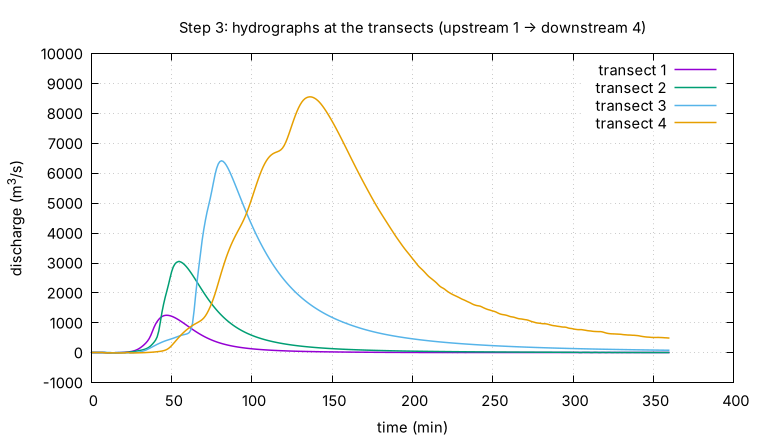 Step 3: hydrographs at the transects (upstream 1 → downstream 4)
10000
9000
8000
7000
6000
5000
4000
3000
2000
1000
0
-1000
discharge (m³/s)
transect 1
transect 2
transect 3
transect 4
0 50 100 150 200 250 300 350 400
time (min)